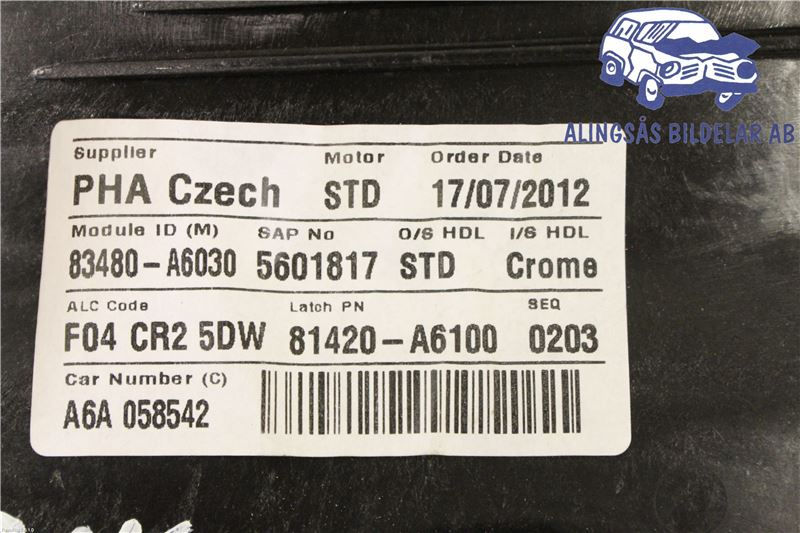 ALINGSÅS BILDELAR AB
Supplier Motor Order Date
PHA Czech STD 17/07/2012
Module ID (M) SAP No O/S HDL I/S HDL
83480-A6030 5601817 STD Crome
ALC Code Latch PN SEQ
F04 CR2 5DW 81420-A6100 0203
Car Number (C)
A6A 058542